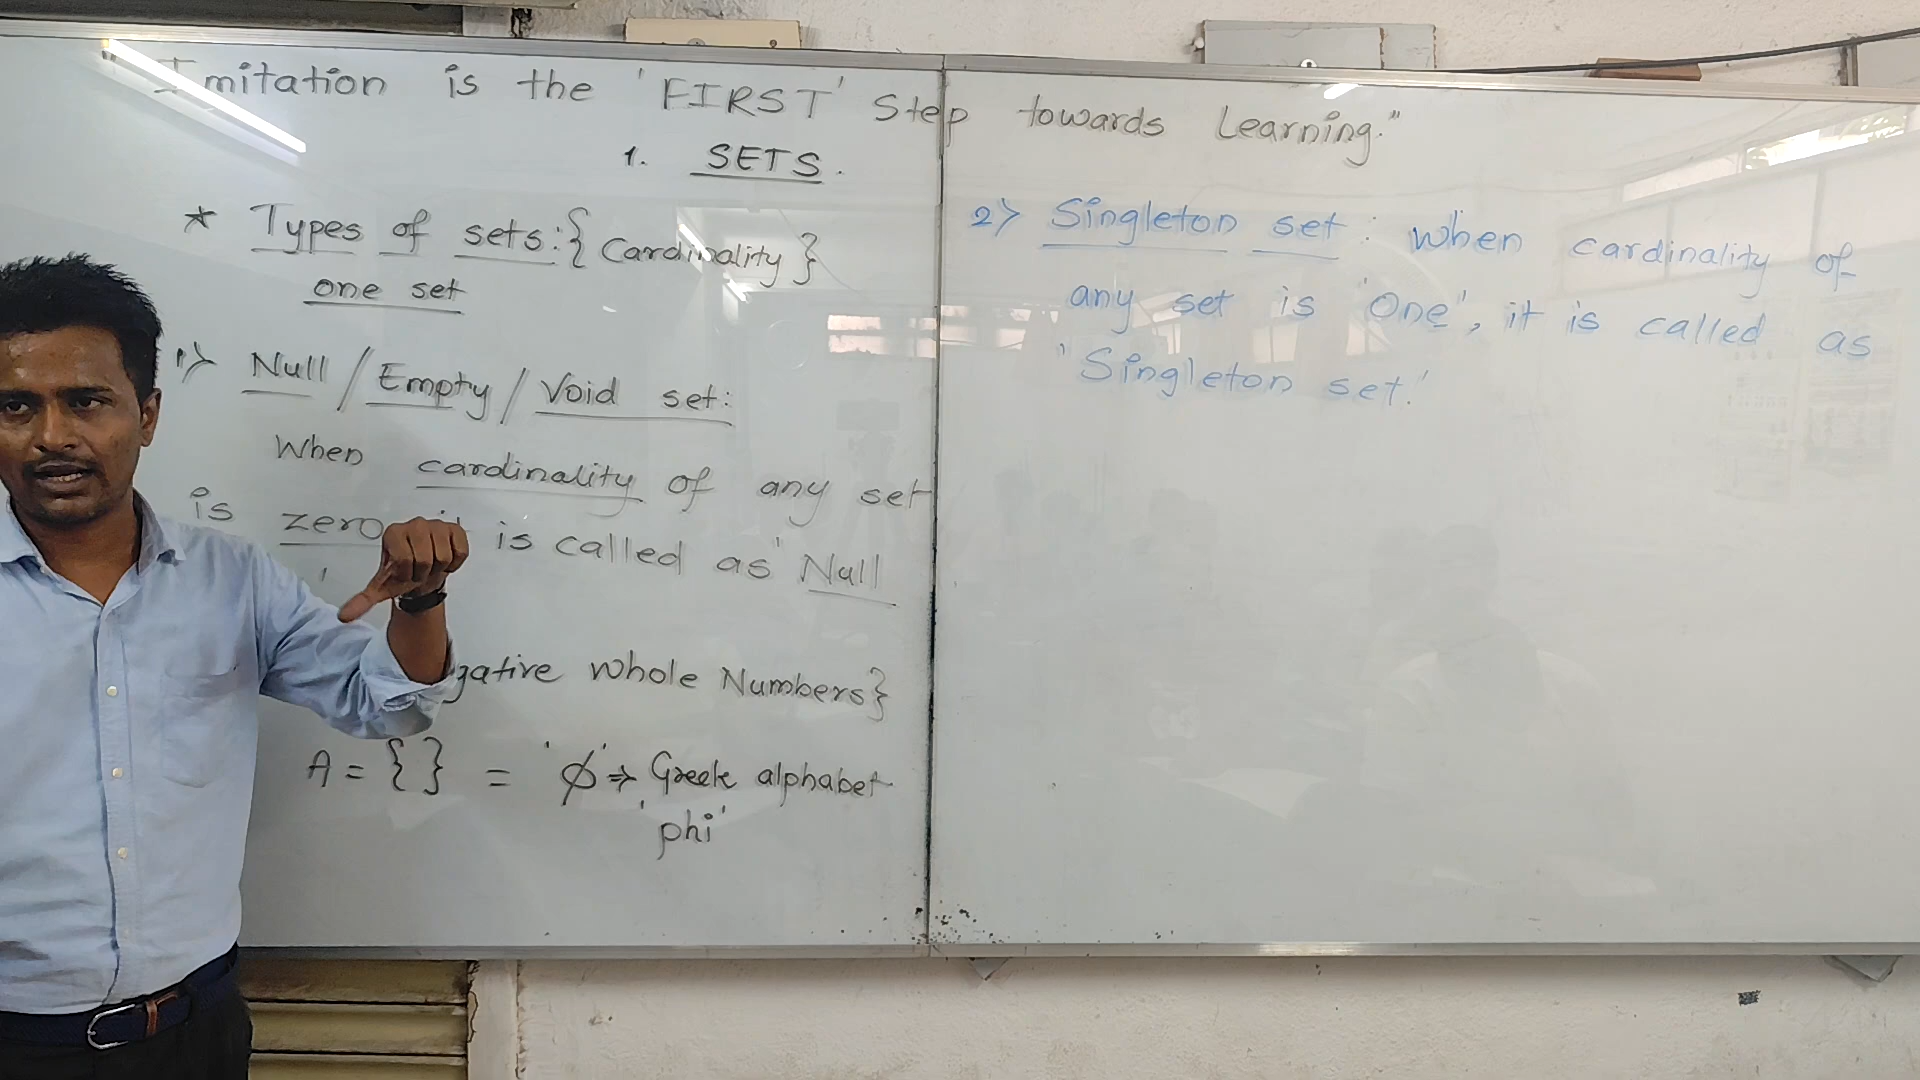 " Imitation is the 'FIRST' Step towards Learning."
1. SETS.
* Types of sets:{Cardinality}
one set
1> Null / Empty / Void set:
When cardinality of any set
is zero it is called as 'Null
'
gative whole Numbers}
A = { } = 'ϕ' ⇒ Greek alphabet
'phi'
2> Singleton set : When cardinality of
any set is 'One', it is called as
'Singleton set.'